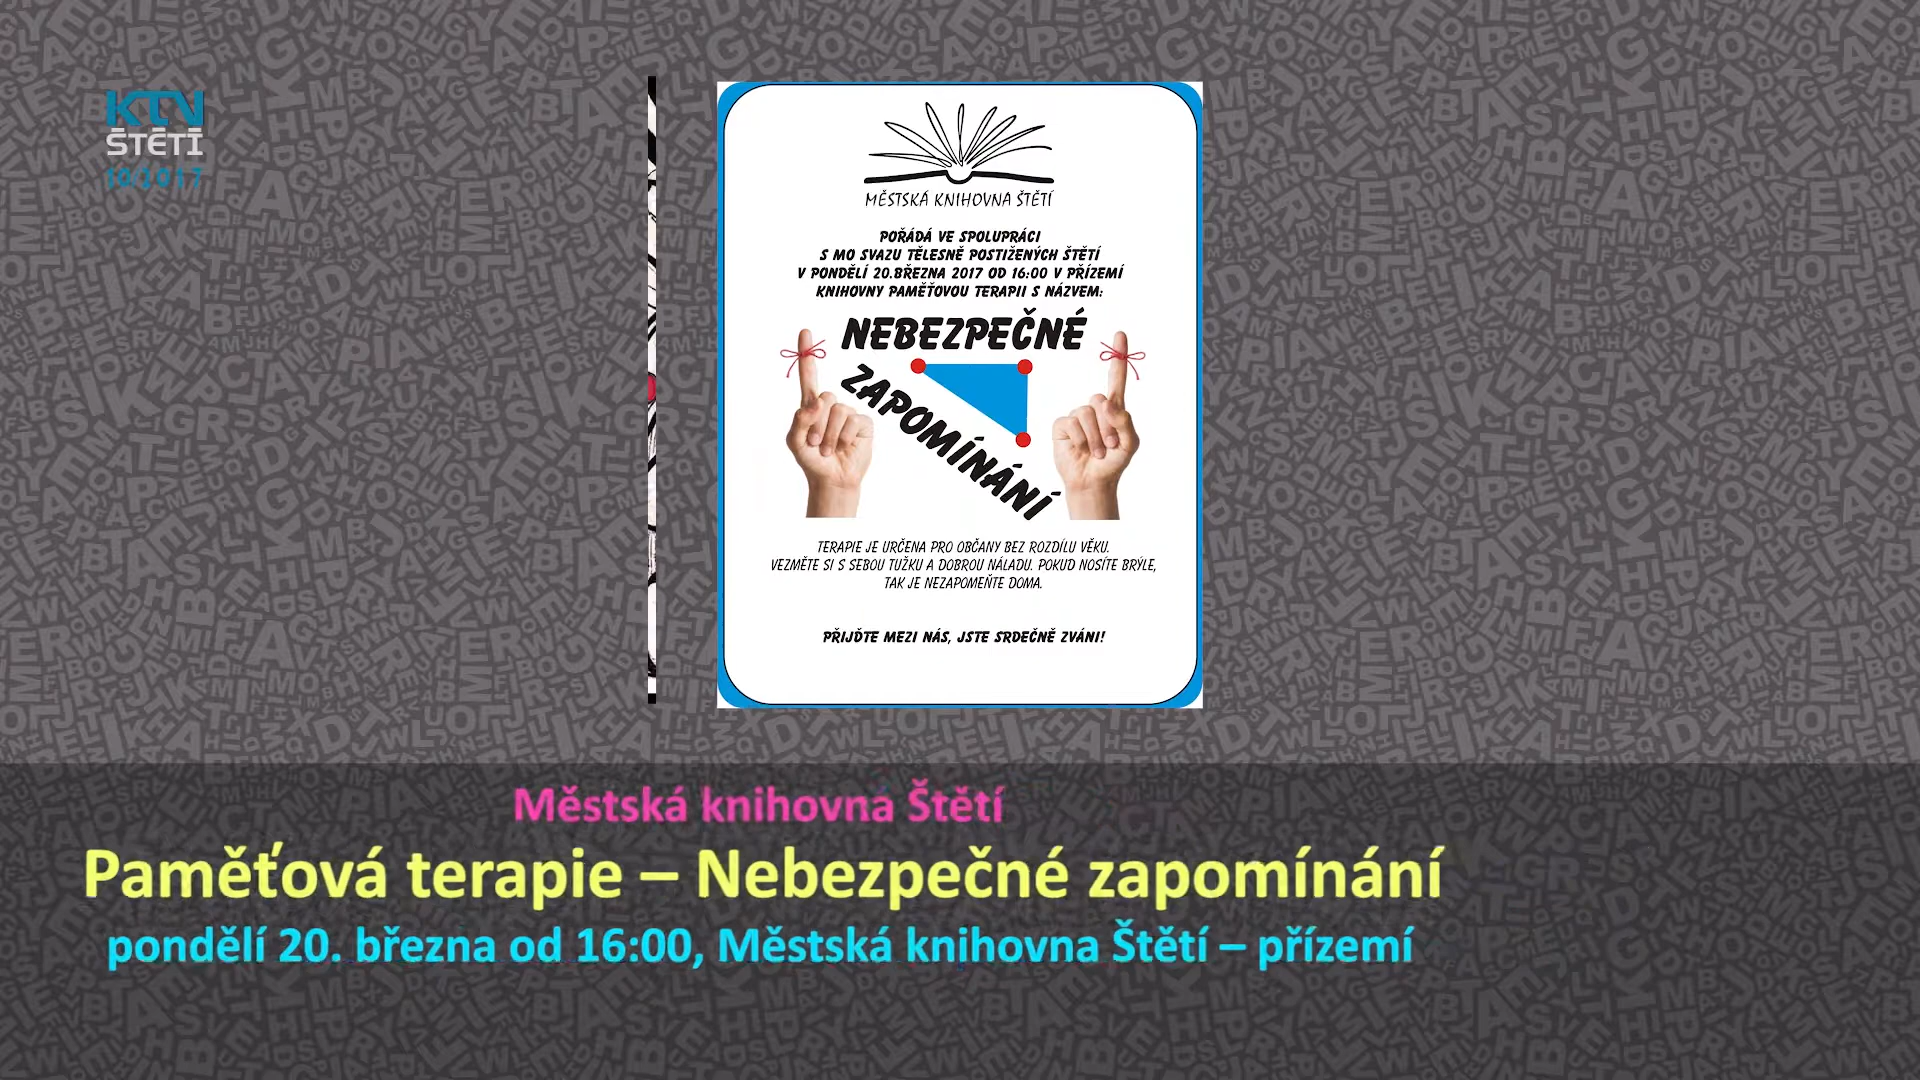 KTV
ŠTĚTÍ
10/2017
MĚSTSKÁ KNIHOVNA ŠTĚTÍ
POŘÁDÁ VE SPOLUPRÁCI
S MO SVAZU TĚLESNĚ POSTIŽENÝCH ŠTĚTÍ
V PONDĚLÍ 20.BŘEZNA 2017 OD 16:00 V PŘÍZEMÍ
KNIHOVNY PAMĚŤOVOU TERAPII S NÁZVEM:
NEBEZPEČNÉ
ZAPOMÍNÁNÍ
TERAPIE JE URČENA PRO OBČANY BEZ ROZDÍLU VĚKU.
VEZMĚTE SI S SEBOU TUŽKU A DOBROU NÁLADU. POKUD NOSÍTE BRÝLE,
TAK JE NEZAPOMEŇTE DOMA.
PŘIJĎTE MEZI NÁS, JSTE SRDEČNĚ ZVÁNI!
Městská knihovna Štětí
Paměťová terapie – Nebezpečné zapomínání
pondělí 20. března od 16:00, Městská knihovna Štětí – přízemí